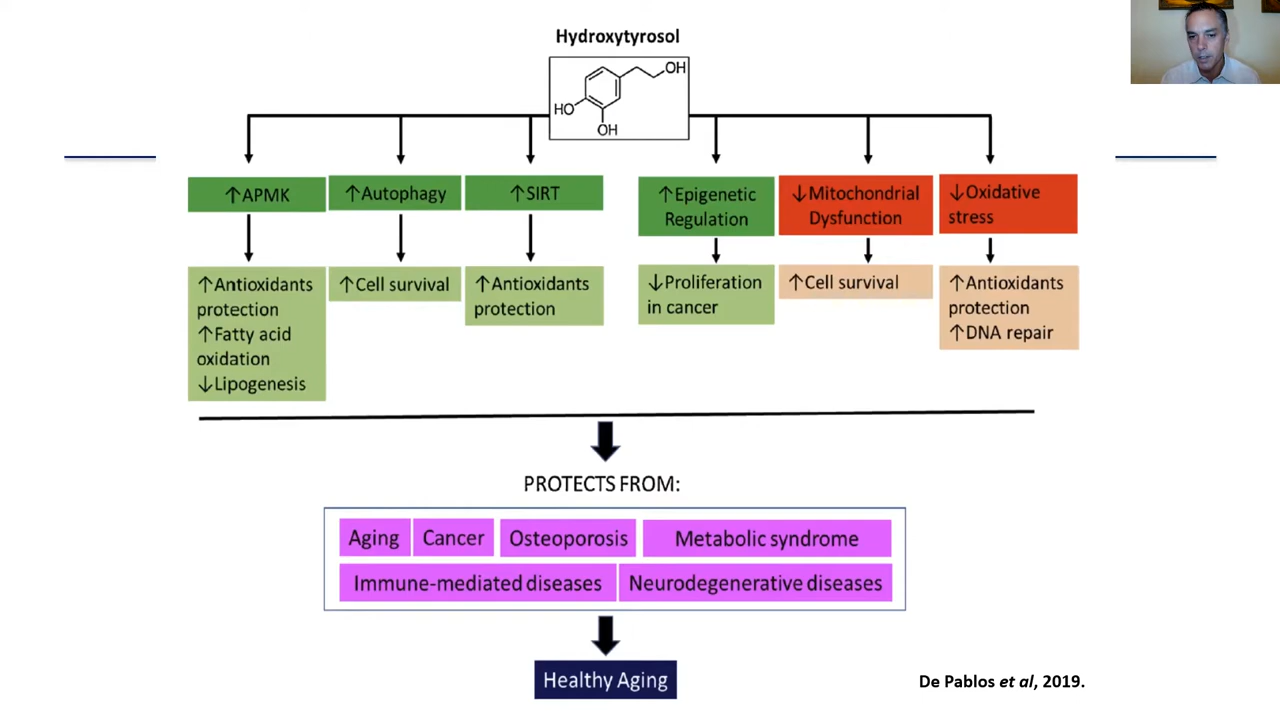 Hydroxytyrosol
OH
HO
OH
↑APMK
↑Autophagy
↑SIRT
↑Epigenetic
Regulation
↓Mitochondrial
Dysfunction
↓Oxidative
stress
↑Antioxidants
protection
↑Fatty acid
oxidation
↓Lipogenesis
↑Cell survival
↑Antioxidants
protection
↓Proliferation
in cancer
↑Cell survival
↑Antioxidants
protection
↑DNA repair
PROTECTS FROM:
Aging Cancer Osteoporosis Metabolic syndrome
Immune-mediated diseases Neurodegenerative diseases
Healthy Aging
De Pablos et al, 2019.